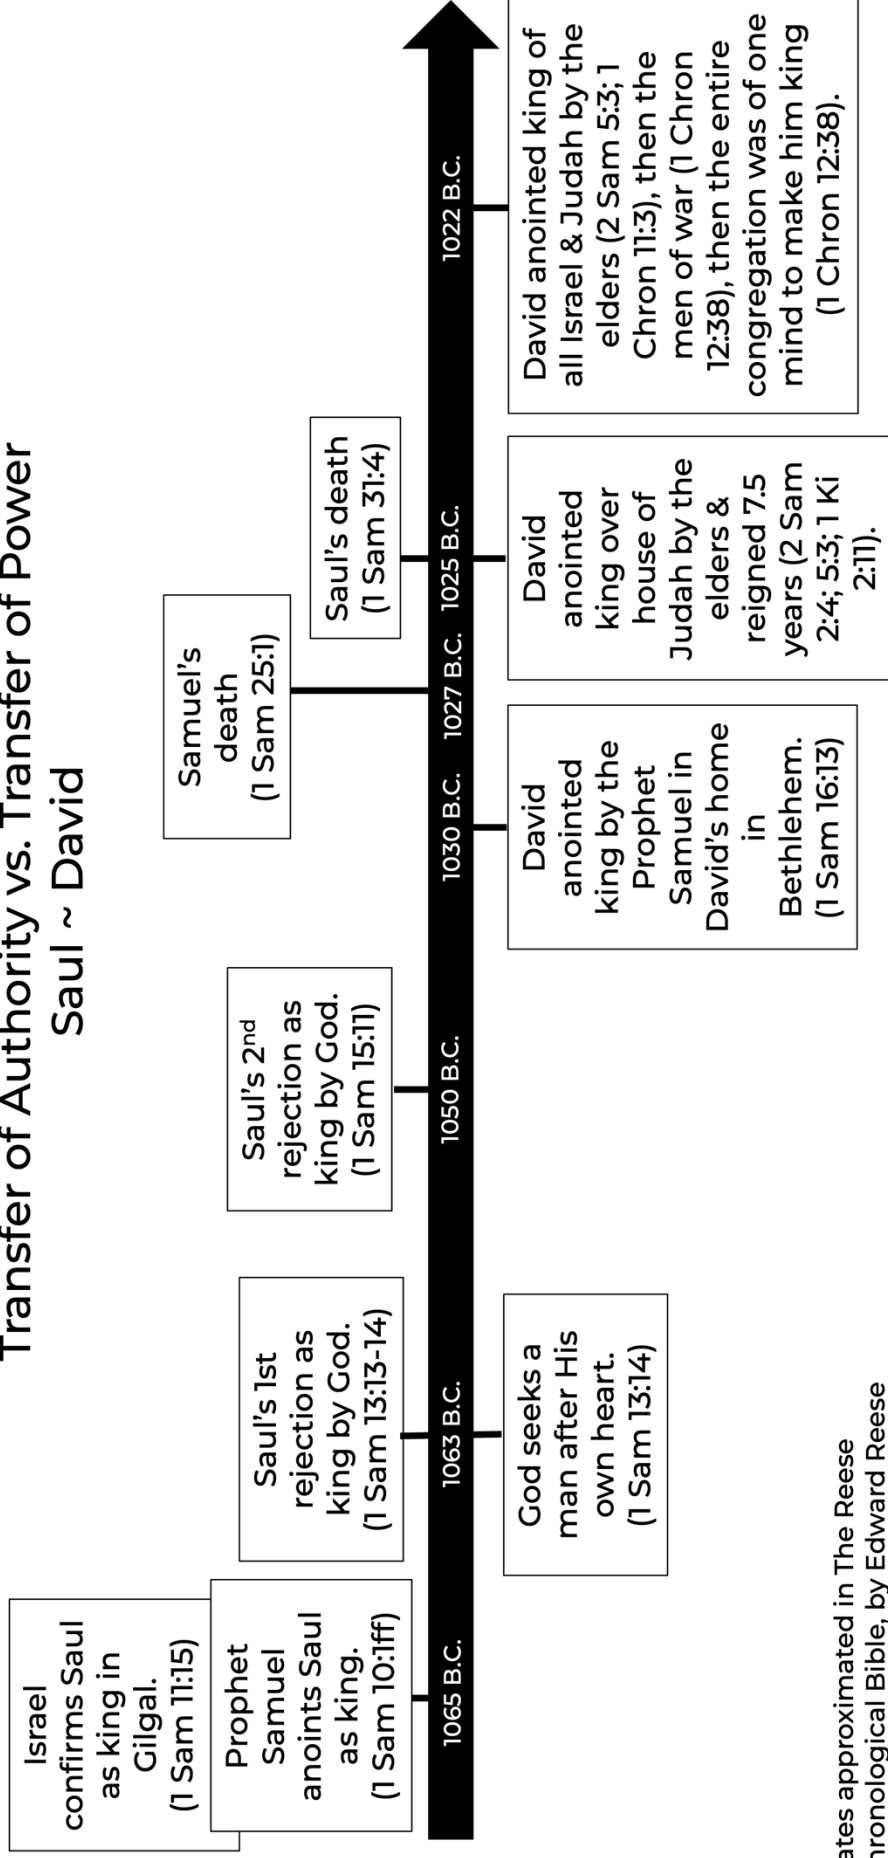 Transfer of Authority vs. Transfer of Power
Saul ~ David
Israel
confirms Saul
as king in
Gilgal.
(1 Sam 11:15)
Prophet
Samuel
anoints Saul
as king.
(1 Sam 10:1ff)
Saul's 1st
rejection as
king by God.
(1 Sam 13:13-14)
Saul's 2nd
rejection as
king by God.
(1 Sam 15:11)
Samuel's
death
(1 Sam 25:1)
Saul's death
(1 Sam 31:4)
1065 B.C.
1063 B.C.
1050 B.C.
1030 B.C.
1027 B.C.
1025 B.C.
1022 B.C.
God seeks a
man after His
own heart.
(1 Sam 13:14)
David
anointed
king by the
Prophet
Samuel in
David's home
in
Bethlehem.
(1 Sam 16:13)
David
anointed
king over
house of
Judah by the
elders &
reigned 7.5
years (2 Sam
2:4; 5:3; 1 Ki
2:11).
David anointed king of
all Israel & Judah by the
elders (2 Sam 5:3; 1
Chron 11:3), then the
men of war (1 Chron
12:38), then the entire
congregation was of one
mind to make him king
(1 Chron 12:38).
ates approximated in The Reese
hronological Bible, by Edward Reese